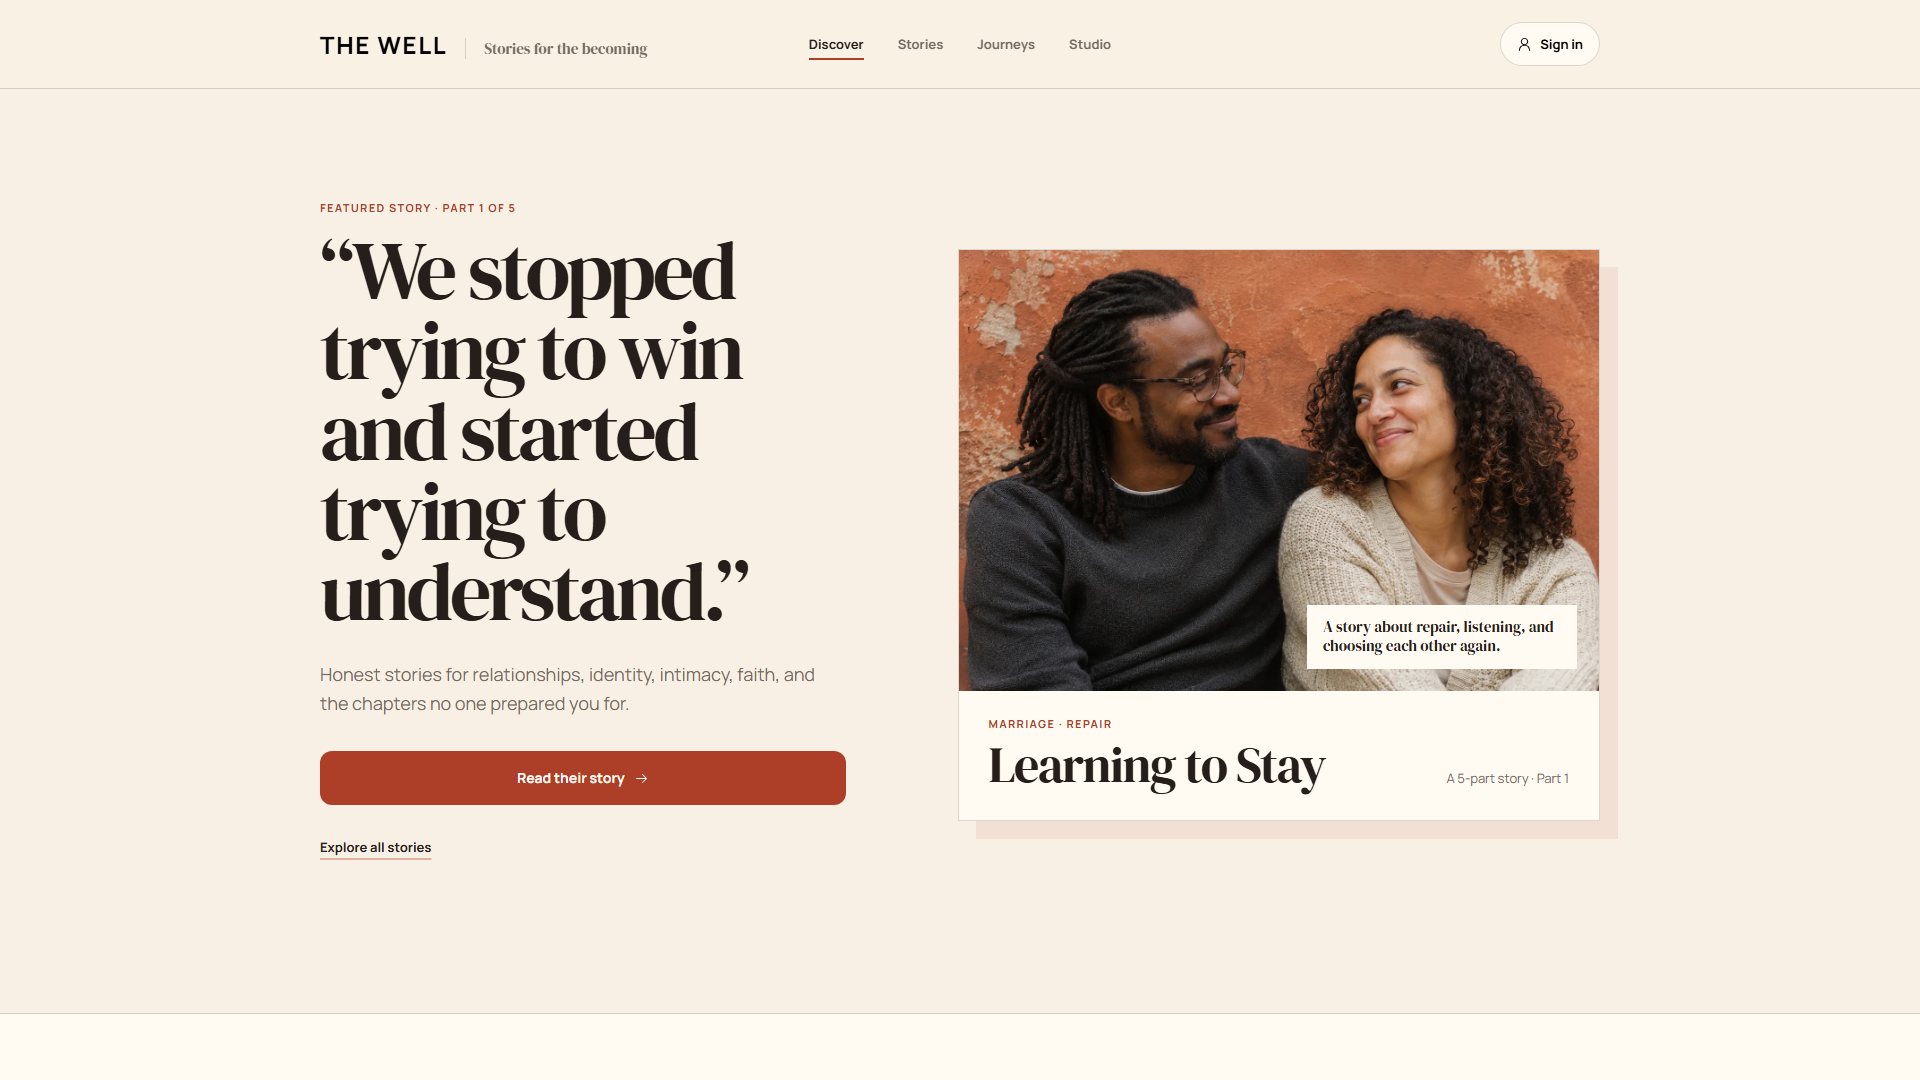 THE WELL
Stories for the becoming
Discover
Stories
Journeys
Studio
Sign in
FEATURED STORY · PART 1 OF 5
“We stopped
trying to win
and started
trying to
understand.”
Honest stories for relationships, identity, intimacy, faith, and
the chapters no one prepared you for.
Read their story →
Explore all stories
A story about repair, listening, and
choosing each other again.
MARRIAGE · REPAIR
Learning to Stay
A 5-part story · Part 1